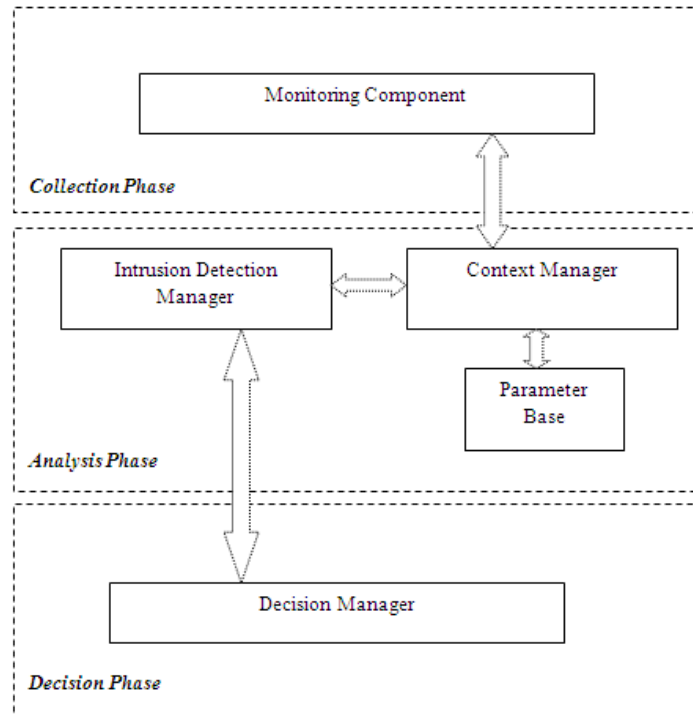 Monitoring Component
Collection Phase
Intrusion Detection
Manager
Context Manager
Parameter
Base
Analysis Phase
Decision Manager
Decision Phase